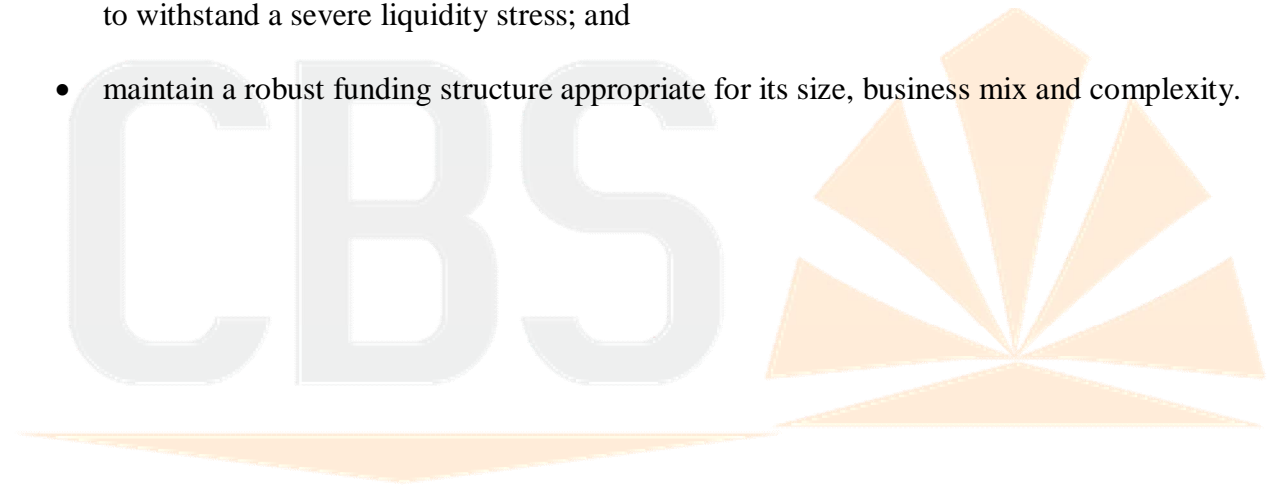 to withstand a severe liquidity stress; and
• maintain a robust funding structure appropriate for its size, business mix and complexity.
CBS